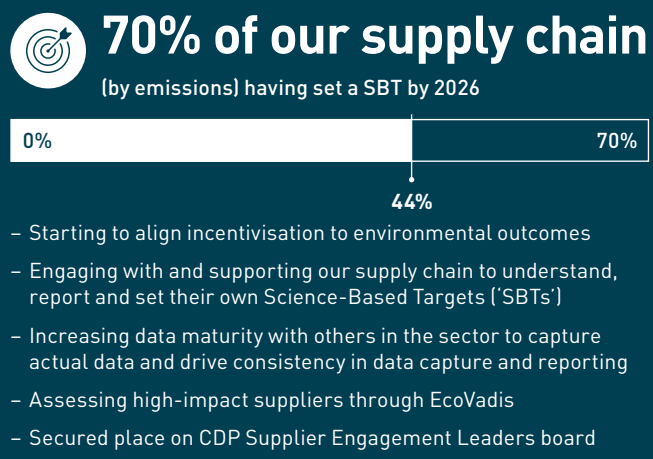 70% of our supply chain
(by emissions) having set a SBT by 2026
0% 70%
44%
– Starting to align incentivisation to environmental outcomes
– Engaging with and supporting our supply chain to understand,
report and set their own Science-Based Targets (‘SBTs’)
– Increasing data maturity with others in the sector to capture
actual data and drive consistency in data capture and reporting
– Assessing high-impact suppliers through EcoVadis
– Secured place on CDP Supplier Engagement Leaders board